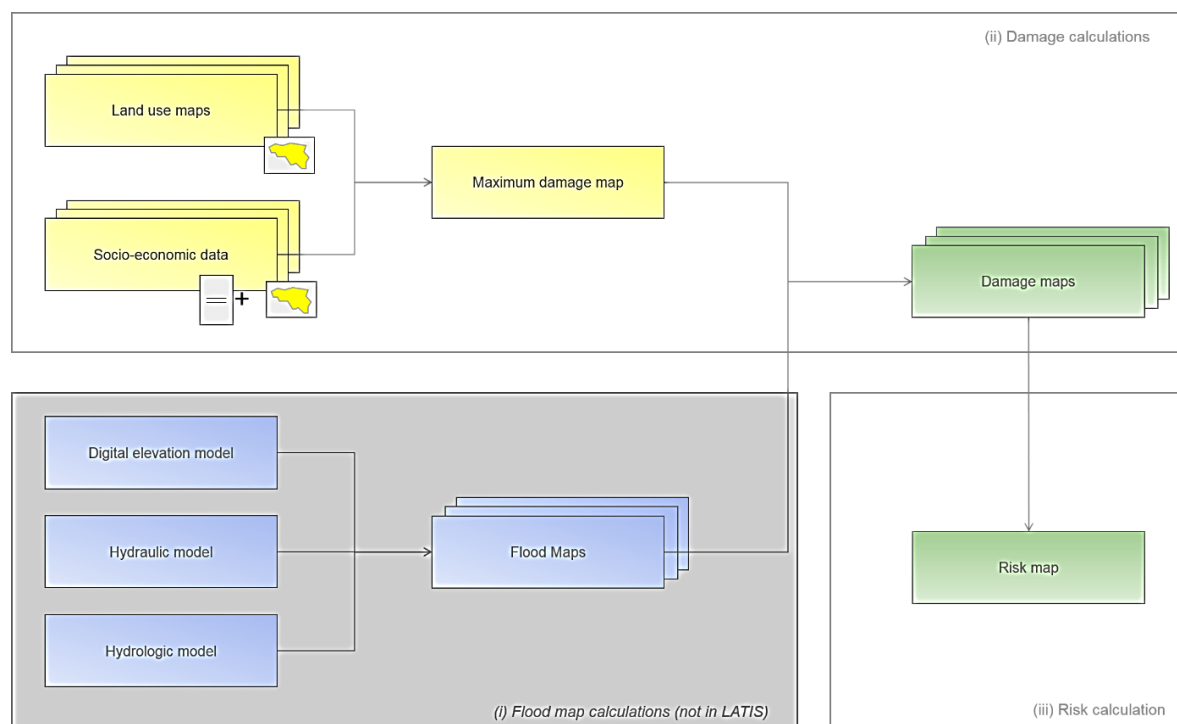 (ii) Damage calculations
Land use maps
Maximum damage map
Socio-economic data
+
Damage maps
Digital elevation model
Hydraulic model
Flood Maps
Risk map
Hydrologic model
(i) Flood map calculations (not in LATIS)
(iii) Risk calculation